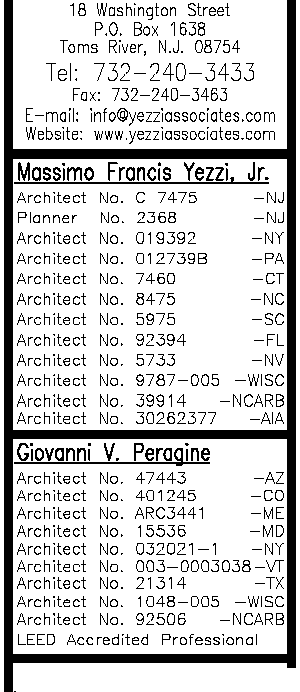 18 Washington Street
P.O. Box 1638
Toms River, N.J. 08754
Tel: 732-240-3433
Fax: 732-240-3463
E-mail: info@yezziassociates.com
Website: www.yezziassociates.com
Massimo Francis Yezzi, Jr.
Architect No. C 7475 -NJ
Planner No. 2368 -NJ
Architect No. 019392 -NY
Architect No. 012739B -PA
Architect No. 7460 -CT
Architect No. 8475 -NC
Architect No. 5975 -SC
Architect No. 92394 -FL
Architect No. 5733 -NV
Architect No. 9787-005 -WISC
Architect No. 39914 -NCARB
Architect No. 30262377 -AIA
Giovanni V. Peragine
Architect No. 47443 -AZ
Architect No. 401245 -CO
Architect No. ARC3441 -ME
Architect No. 15536 -MD
Architect No. 032021-1 -NY
Architect No. 003-0003038-VT
Architect No. 21314 -TX
Architect No. 1048-005 -WISC
Architect No. 92506 -NCARB
LEED Accredited Professional